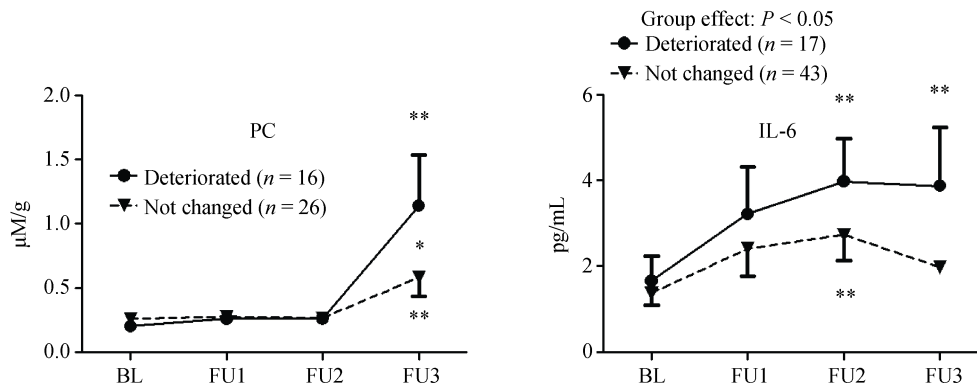 Group effect: P < 0.05
Deteriorated (n = 17)
Not changed (n = 43)
2.0
1.5
1.0
0.5
0.0
μM/g
PC
Deteriorated (n = 16)
Not changed (n = 26)
**
*
**
BL FU1 FU2 FU3
6
4
2
0
pg/mL
IL-6
** **
**
BL FU1 FU2 FU3